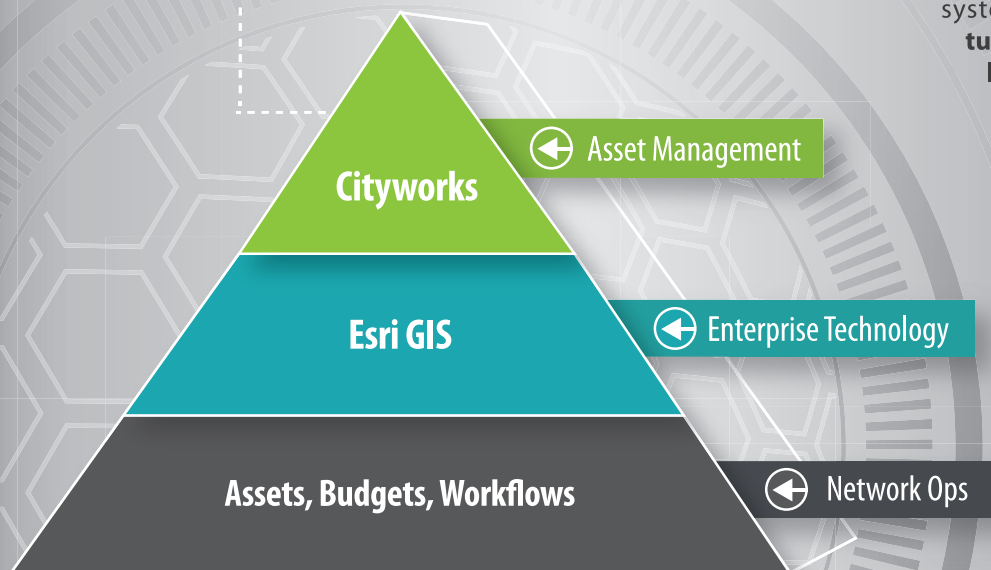 Cityworks
Asset Management
Esri GIS
Enterprise Technology
Assets, Budgets, Workflows
Network Ops